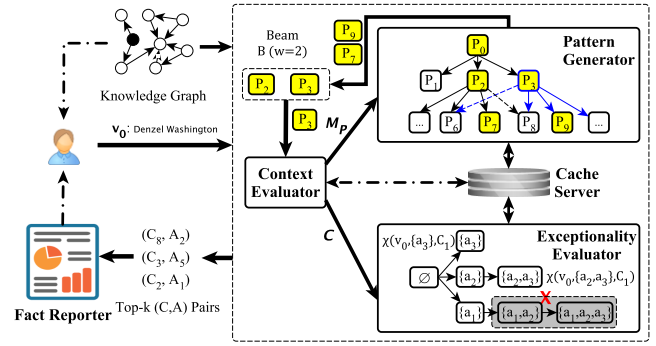 Knowledge Graph
v₀: Denzel Washington
Fact Reporter
(C₈, A₂)
(C₃, A₅)
(C₂, A₁)
Top-k (C,A) Pairs
Beam
B (w=2)
P₉
P₇
P₂ P₃
P₃
M_P
Context
Evaluator
C
Pattern
Generator
P₀
P₁ P₂ P₃
... P₆ P₇ P₈ P₉ ...
Cache
Server
Exceptionality
Evaluator
χ(v₀,{a₃},C₁) {a₃}
∅ {a₂} {a₂,a₃} χ(v₀,{a₂,a₃},C₁)
X
{a₁} {a₁,a₂} {a₁,a₂,a₃}